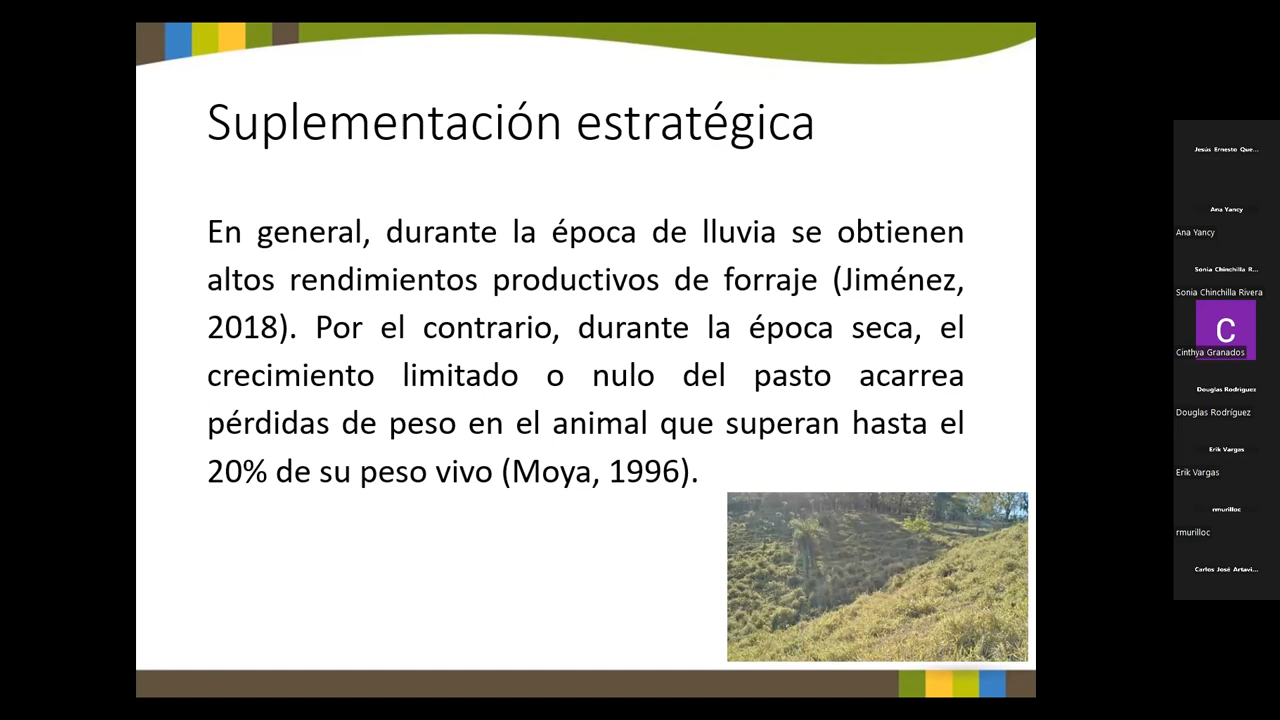 Suplementación estratégica
En general, durante la época de lluvia se obtienen
altos rendimientos productivos de forraje (Jiménez,
2018). Por el contrario, durante la época seca, el
crecimiento limitado o nulo del pasto acarrea
pérdidas de peso en el animal que superan hasta el
20% de su peso vivo (Moya, 1996).
Jesús Ernesto Que...
Ana Yancy
Ana Yancy
Sonia Chinchilla R...
Sonia Chinchilla Rivera
C
Cinthya Granados
Douglas Rodríguez
Douglas Rodríguez
Erik Vargas
Erik Vargas
rmurilloc
rmurilloc
Carlos José Artavi...